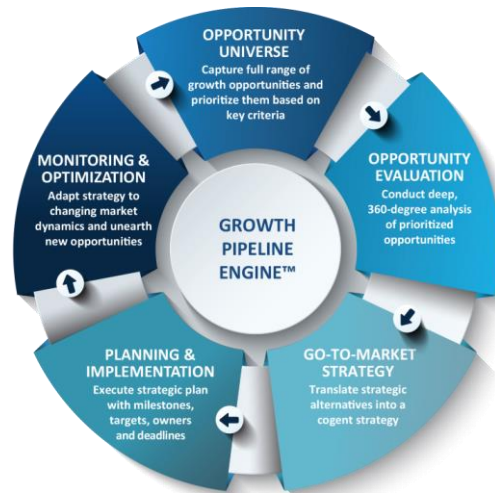 OPPORTUNITY
UNIVERSE
Capture full range of
growth opportunities and
prioritize them based on
key criteria
OPPORTUNITY
EVALUATION
Conduct deep,
360-degree analysis
of prioritized
opportunities
GO-TO-MARKET
STRATEGY
Translate strategic
alternatives into a
cogent strategy
PLANNING &
IMPLEMENTATION
Execute strategic plan
with milestones,
targets, owners
and deadlines
MONITORING &
OPTIMIZATION
Adapt strategy to
changing market
dynamics and unearth
new opportunities
GROWTH
PIPELINE
ENGINE™